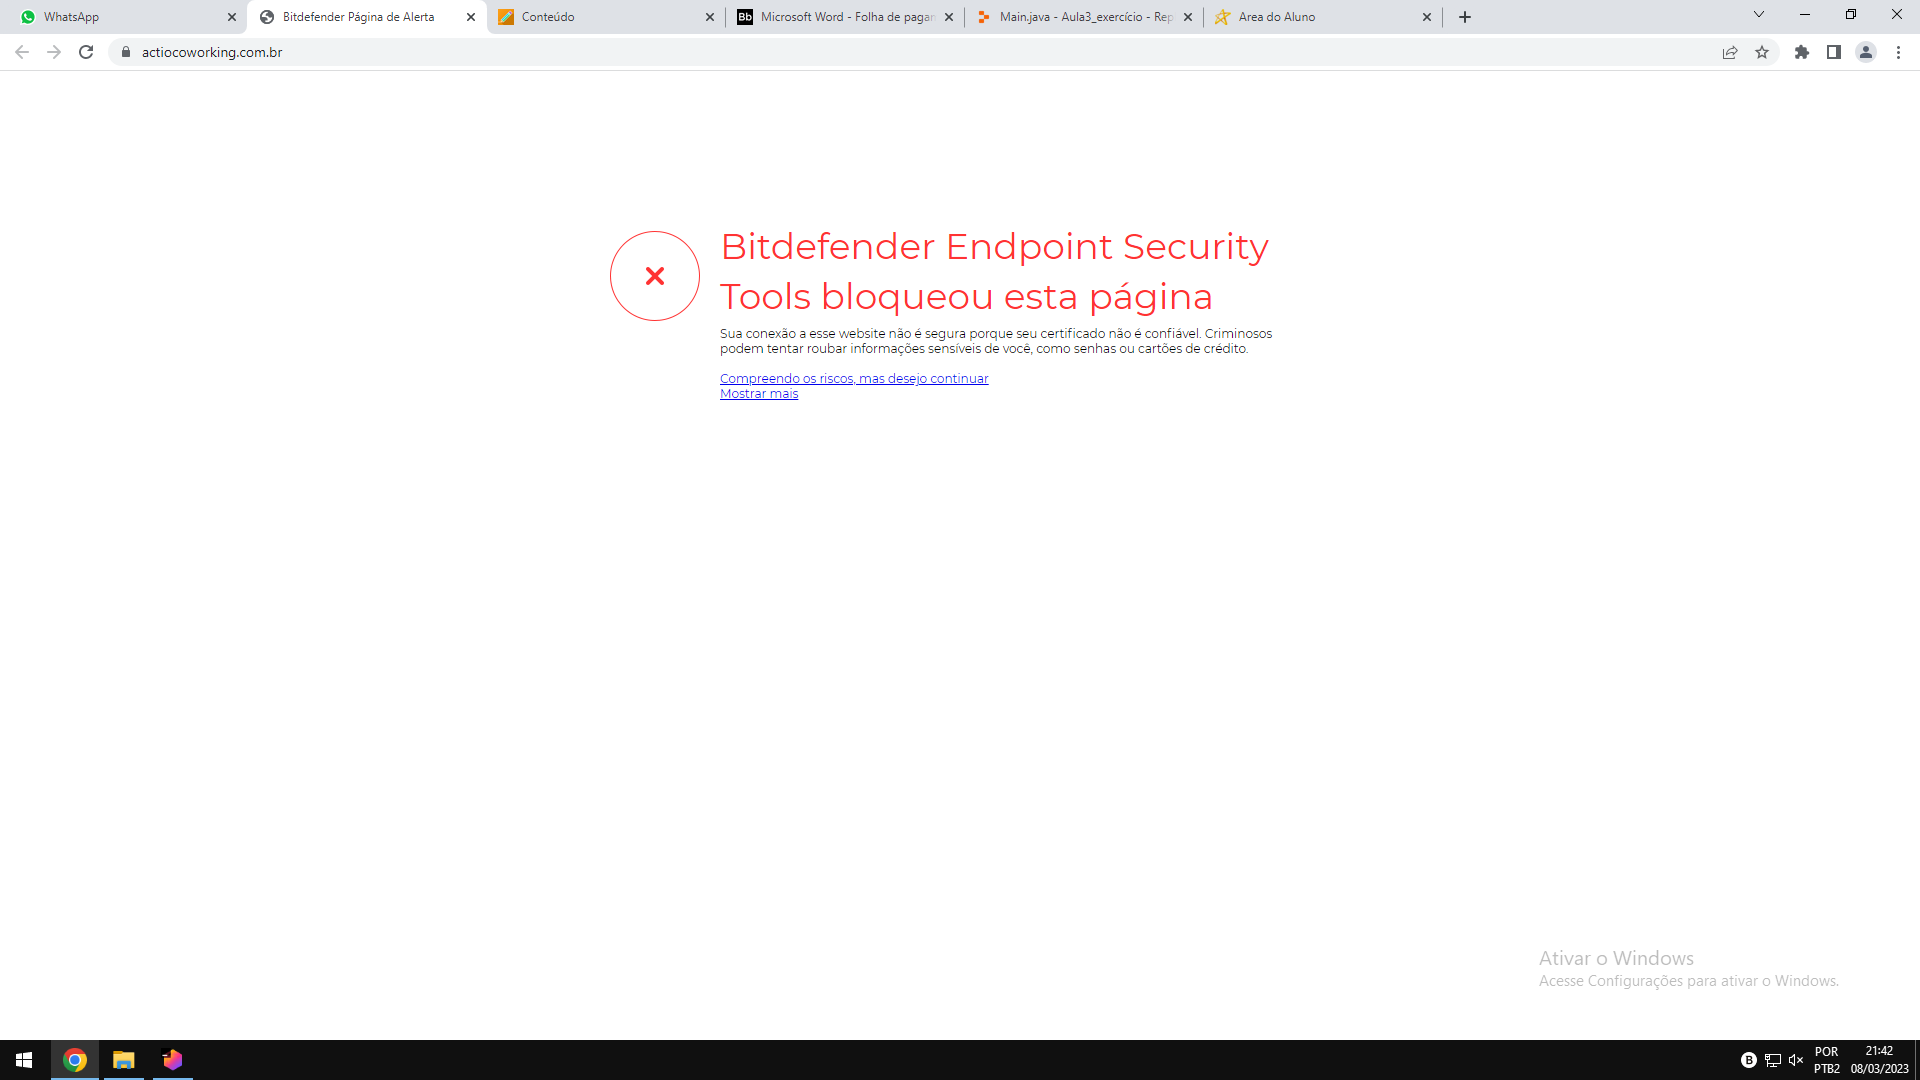 WhatsApp
Bitdefender Página de Alerta
Conteúdo
Bb
Microsoft Word - Folha de pagan
Main.java - Aula3_exercício - Rep
Area do Aluno
actiocoworking.com.br
Bitdefender Endpoint Security
Tools bloqueou esta página
Sua conexão a esse website não é segura porque seu certificado não é confiável. Criminosos
podem tentar roubar informações sensíveis de você, como senhas ou cartões de crédito.
Compreendo os riscos, mas desejo continuar
Mostrar mais
Ativar o Windows
Acesse Configurações para ativar o Windows.
B
POR
PTB2
21:42
08/03/2023